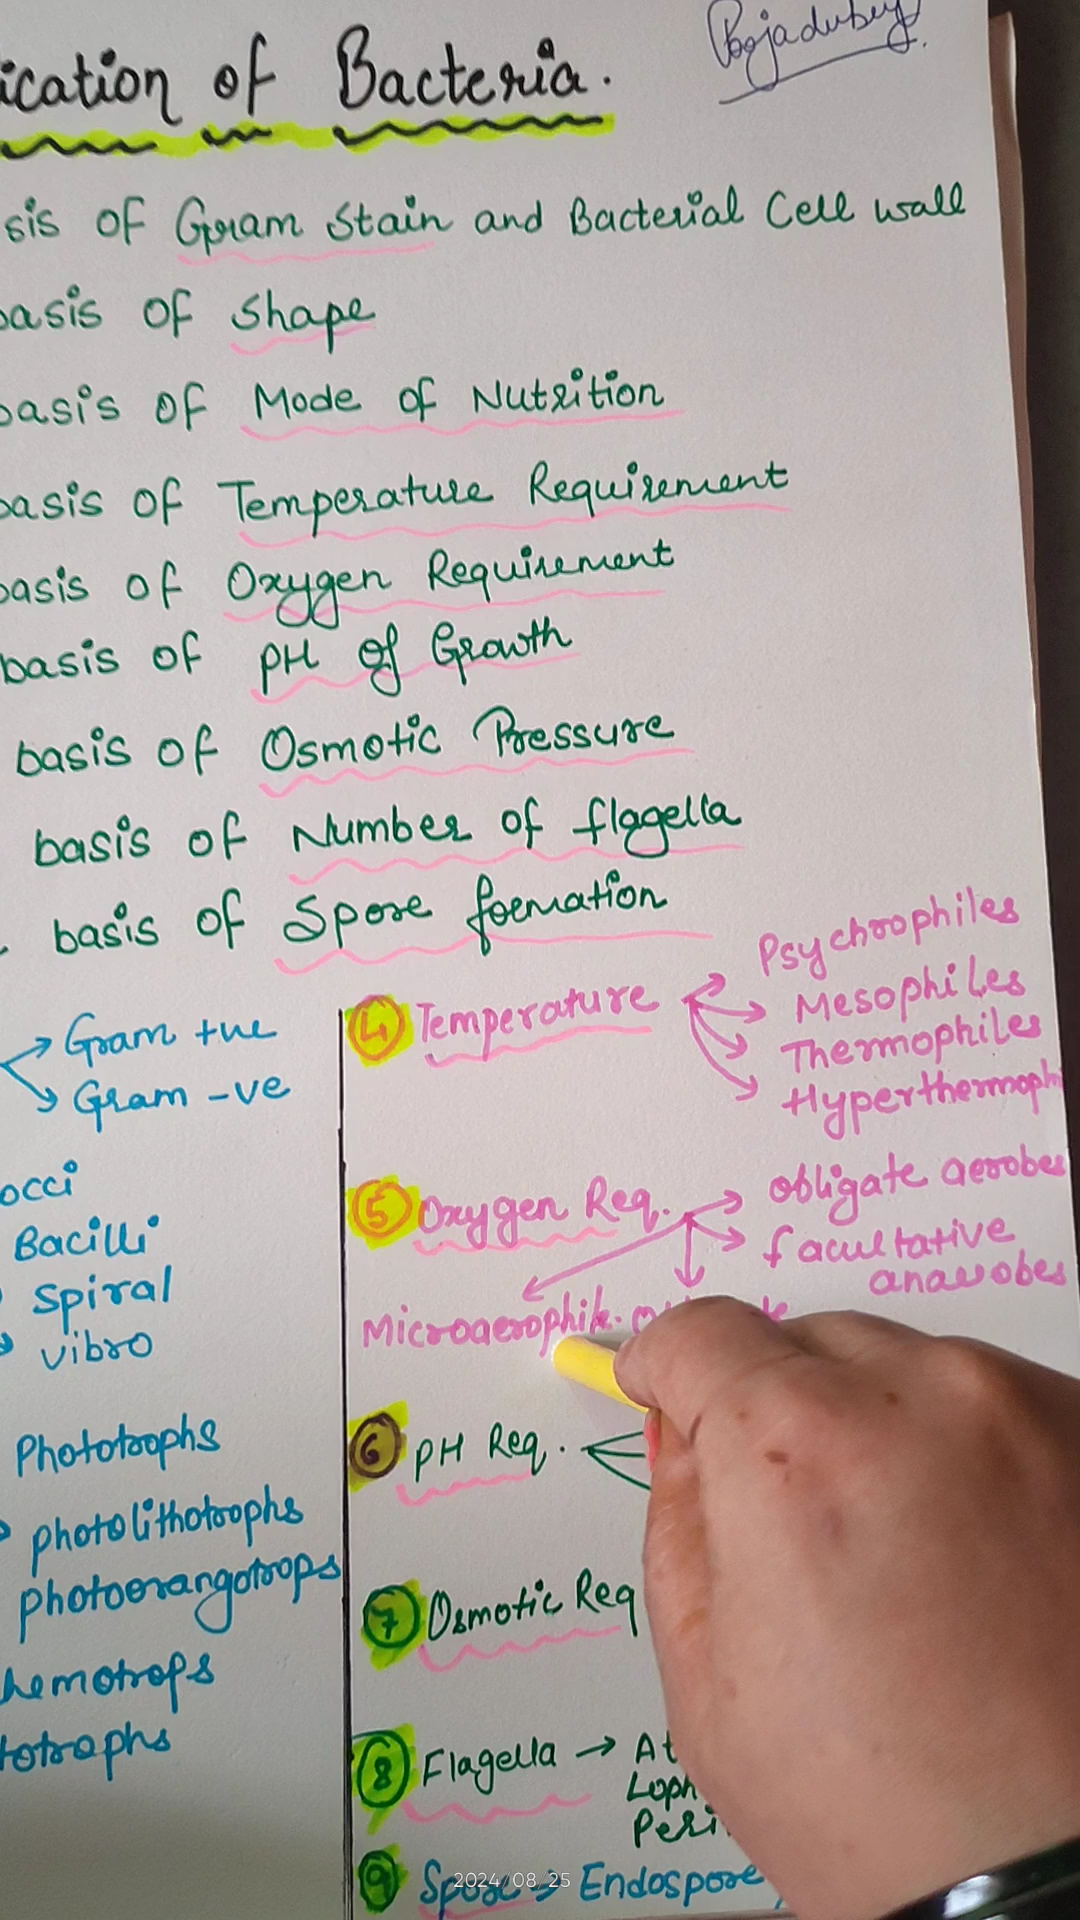 ication of Bacteria.
Poojadubey
sis of Gram Stain and Bacterial Cell wall
basis of Shape
basis of Mode of Nutrition
basis of Temperature Requirement
basis of Oxygen Requirement
basis of pH of Growth
basis of Osmotic Pressure
basis of Number of flagella
basis of Spore formation
Gram +ve
Gram -ve
occi
Bacilli
Spiral
Vibro
Phototrophs
photolithotrophs
photoorangotrops
hemotrops
totrophs
4 Temperature
Psychrophiles
Mesophiles
Thermophiles
Hyperthermoph
5 Oxygen Req.
obligate aerobes
facultative
anaerobes
Microaerophile.
6 pH Req.
7 Osmotic Req
8 Flagella → At
Loph
Peri
9 Spore → Endospore
2024/08/25